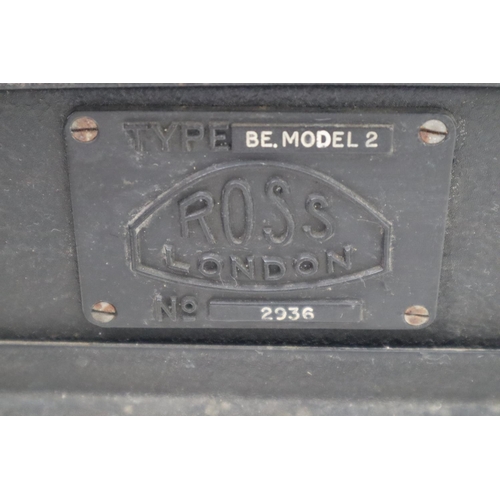 TYPE BE. MODEL 2
ROSS
LONDON
Nº 2936